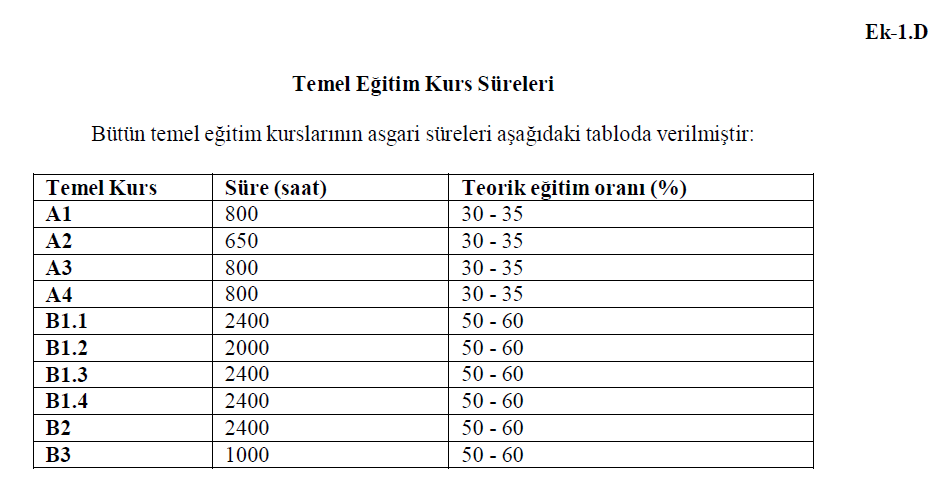 Ek-1.D
Temel Eğitim Kurs Süreleri
Bütün temel eğitim kurslarının asgari süreleri aşağıdaki tabloda verilmiştir:
Temel Kurs Süre (saat) Teorik eğitim oranı (%)
A1 800 30 - 35
A2 650 30 - 35
A3 800 30 - 35
A4 800 30 - 35
B1.1 2400 50 - 60
B1.2 2000 50 - 60
B1.3 2400 50 - 60
B1.4 2400 50 - 60
B2 2400 50 - 60
B3 1000 50 - 60